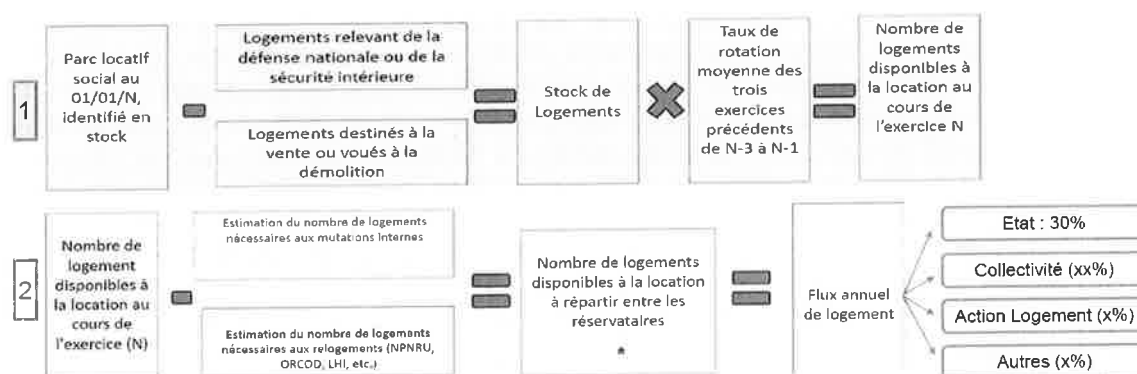 1
Parc locatif
social au
01/01/N,
identifié en
stock
Logements relevant de la
défense nationale ou de la
sécurité intérieure
Logements destinés à la
vente ou voués à la
démolition
Stock de
Logements
Taux de
rotation
moyenne des
trois
exercices
précédents
de N-3 à N-1
Nombre de
logements
disponibles à
la location au
cours de
l'exercice N
2
Nombre de
logement
disponibles à
la location au
cours de
l'exercice (N)
Estimation du nombre de logements
nécessaires aux mutations internes
Estimation du nombre de logements
nécessaires aux relogements (NPNRU,
ORCOD, LHI, etc.)
Nombre de logements
disponibles à la location
à répartir entre les
réservataires
*
Flux annuel
de logement
Etat : 30%
Collectivité (xx%)
Action Logement (x%)
Autres (x%)